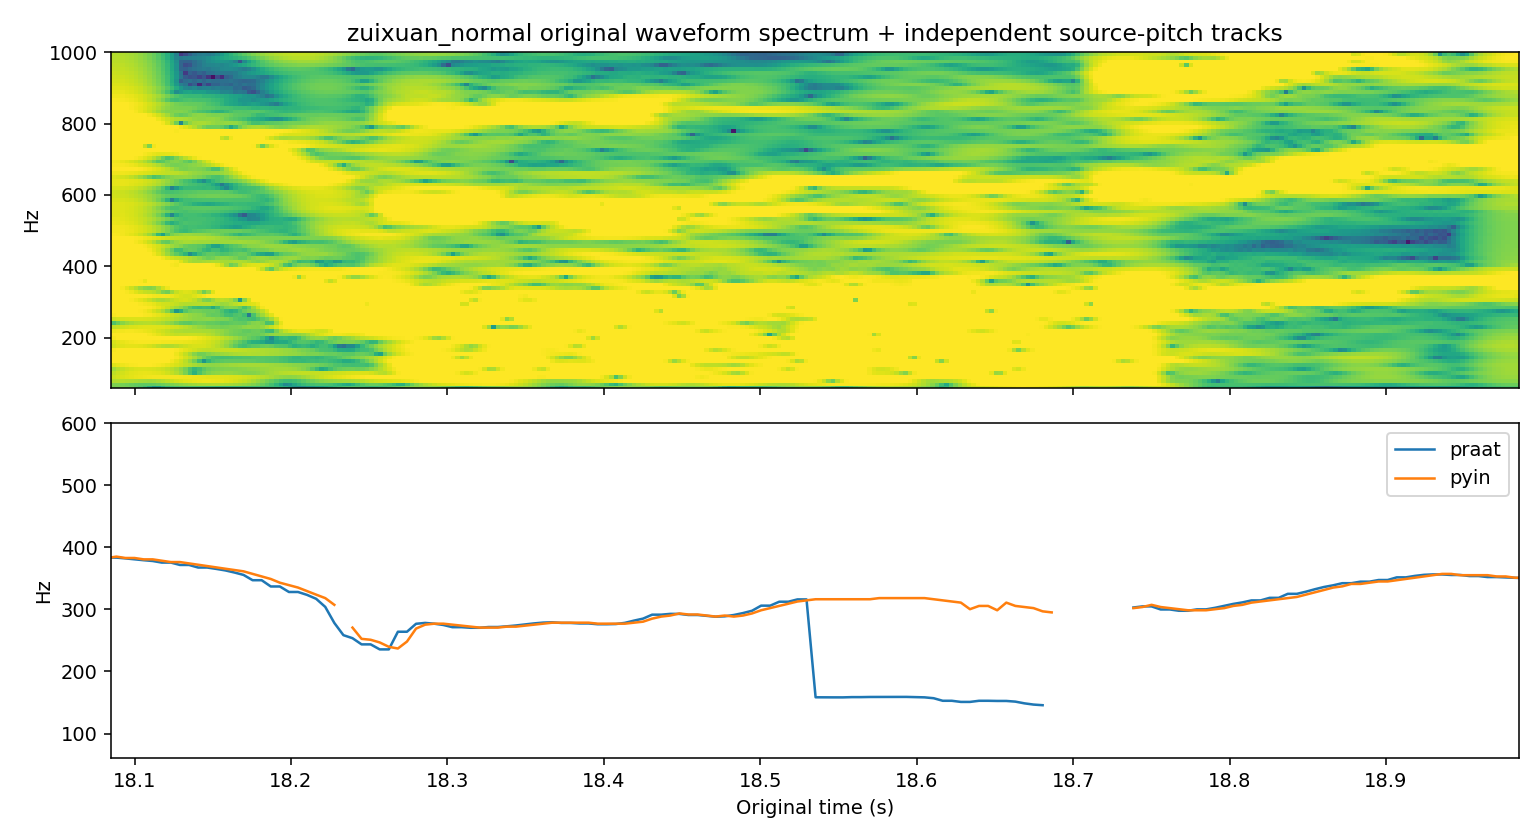 zuixuan_normal original waveform spectrum + independent source-pitch tracks
1000
800
600
400
200
Hz
600
500
400
300
200
100
Hz
praat
pyin
18.1 18.2 18.3 18.4 18.5 18.6 18.7 18.8 18.9
Original time (s)